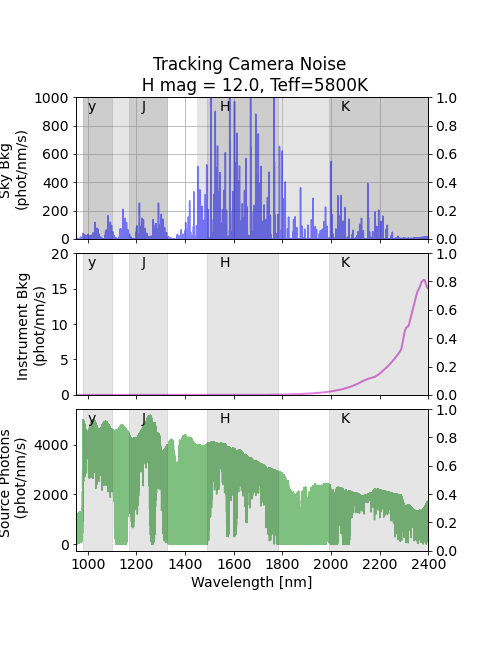 Tracking Camera Noise
H mag = 12.0, Teff=5800K
1000
800
600
400
200
0
Sky Bkg
(phot/nm/s)
y J H K
1.0
0.8
0.6
0.4
0.2
0.0
20
15
10
5
0
Instrument Bkg
(phot/nm/s)
y J H K
1.0
0.8
0.6
0.4
0.2
0.0
4000
2000
0
Source Photons
(phot/nm/s)
y J H K
1.0
0.8
0.6
0.4
0.2
0.0
1000 1200 1400 1600 1800 2000 2200 2400
Wavelength [nm]